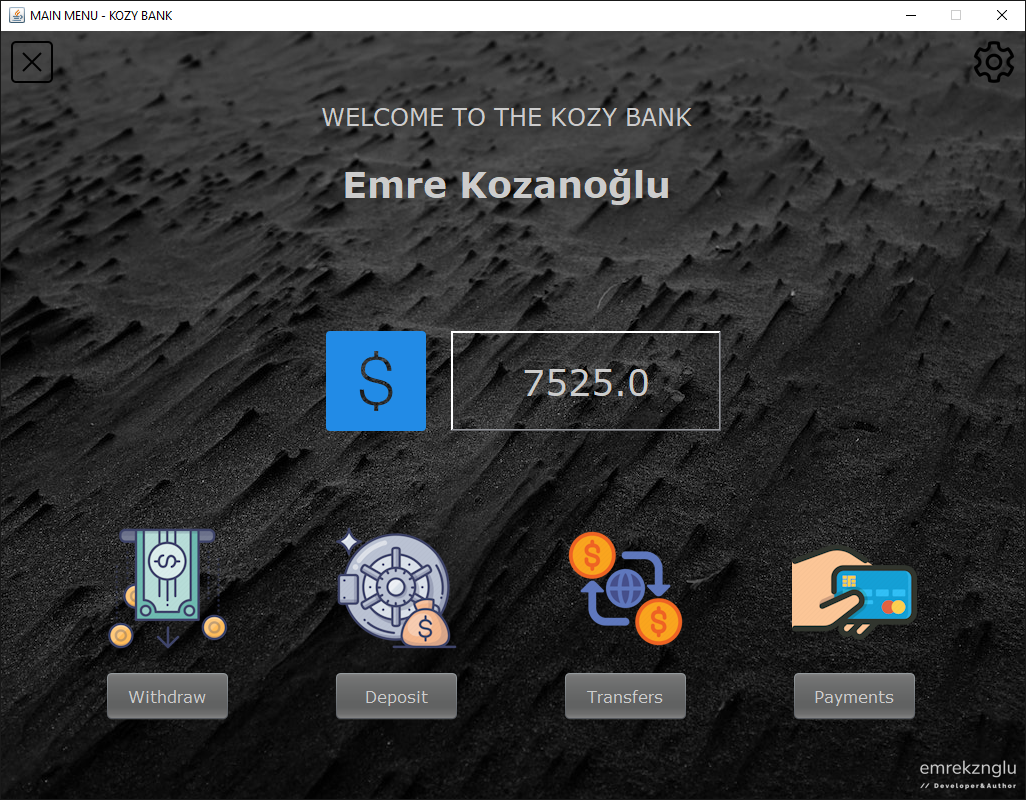 MAIN MENU - KOZY BANK
WELCOME TO THE KOZY BANK
Emre Kozanoğlu
$ 7525.0
Withdraw Deposit Transfers Payments
emrekznglu
// Developer&Author